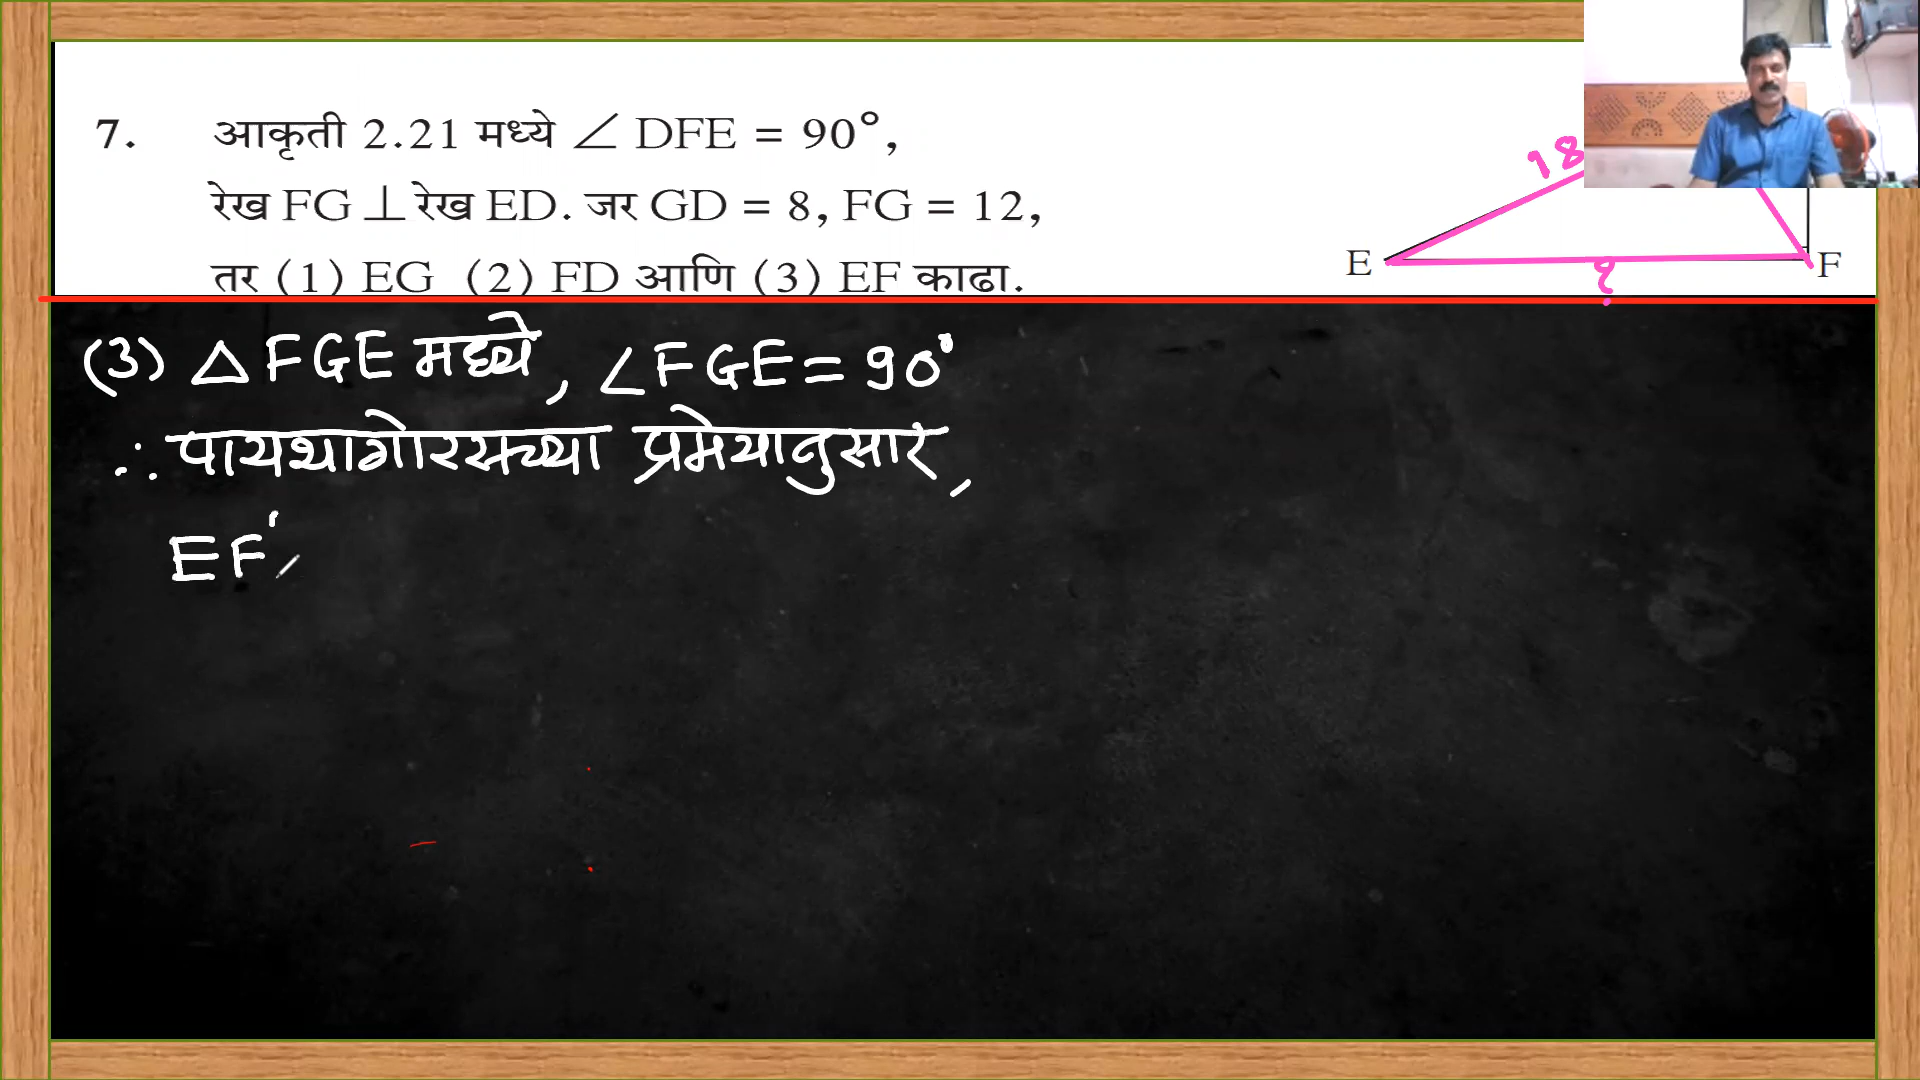 7. आकृती 2.21 मध्ये ∠ DFE = 90°,
रेख FG ⊥ रेख ED. जर GD = 8, FG = 12,
तर (1) EG (2) FD आणि (3) EF काढा.
18
E
F
?
(3) △ FGE मध्ये, ∠FGE = 90°
∴ पायथागोरसच्या प्रमेयानुसार,
EF